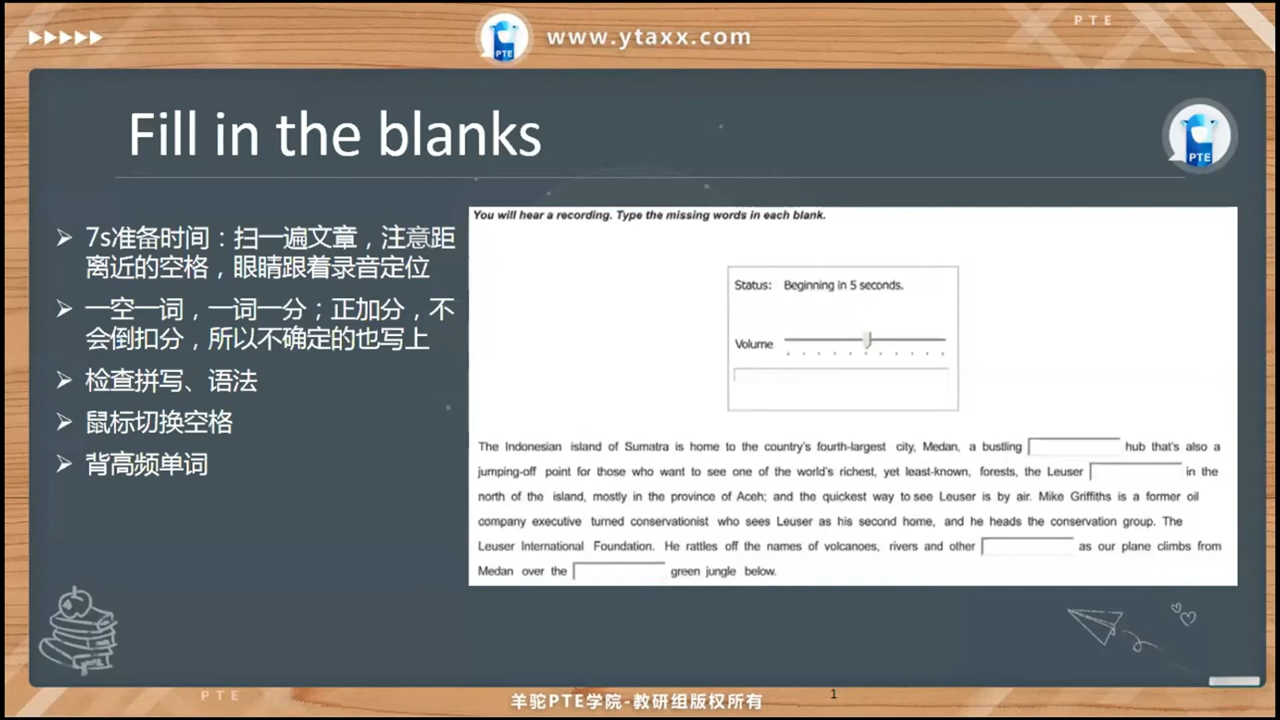 PTE
PTE
www.ytaxx.com
Fill in the blanks
PTE
7s准备时间：扫一遍文章，注意距
离近的空格，眼睛跟着录音定位
一空一词，一词一分；正加分，不
会倒扣分，所以不确定的也写上
检查拼写、语法
鼠标切换空格
背高频单词
You will hear a recording. Type the missing words in each blank.
Status: Beginning in 5 seconds.
Volume
The Indonesian island of Sumatra is home to the country's fourth-largest city, Medan, a bustling hub that's also a
jumping-off point for those who want to see one of the world's richest, yet least-known, forests, the Leuser in the
north of the island, mostly in the province of Aceh; and the quickest way to see Leuser is by air. Mike Griffiths is a former oil
company executive turned conservationist who sees Leuser as his second home, and he heads the conservation group. The
Leuser International Foundation. He rattles off the names of volcanoes, rivers and other as our plane climbs from
Medan over the green jungle below.
PTE
羊驼PTE学院-教研组版权所有
1